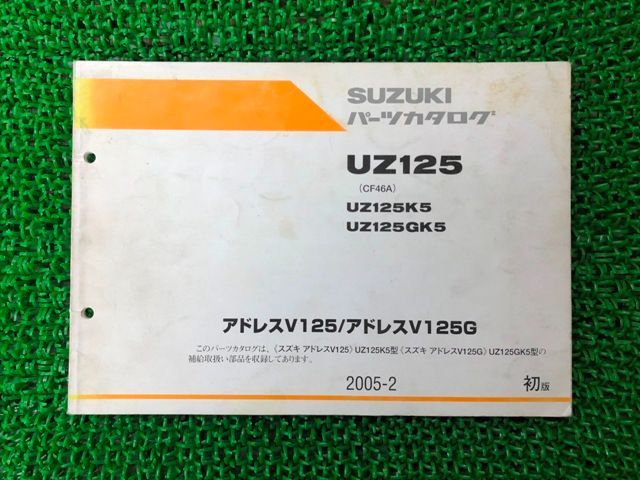 SUZUKI
パーツカタログ
UZ125
(CF46A)
UZ125K5
UZ125GK5
アドレスV125/アドレスV125G
このパーツカタログは、《スズキ アドレスV125》UZ125K5型《スズキ アドレスV125G》UZ125GK5型の
補給取扱い部品を収録してあります。
2005-2 初版